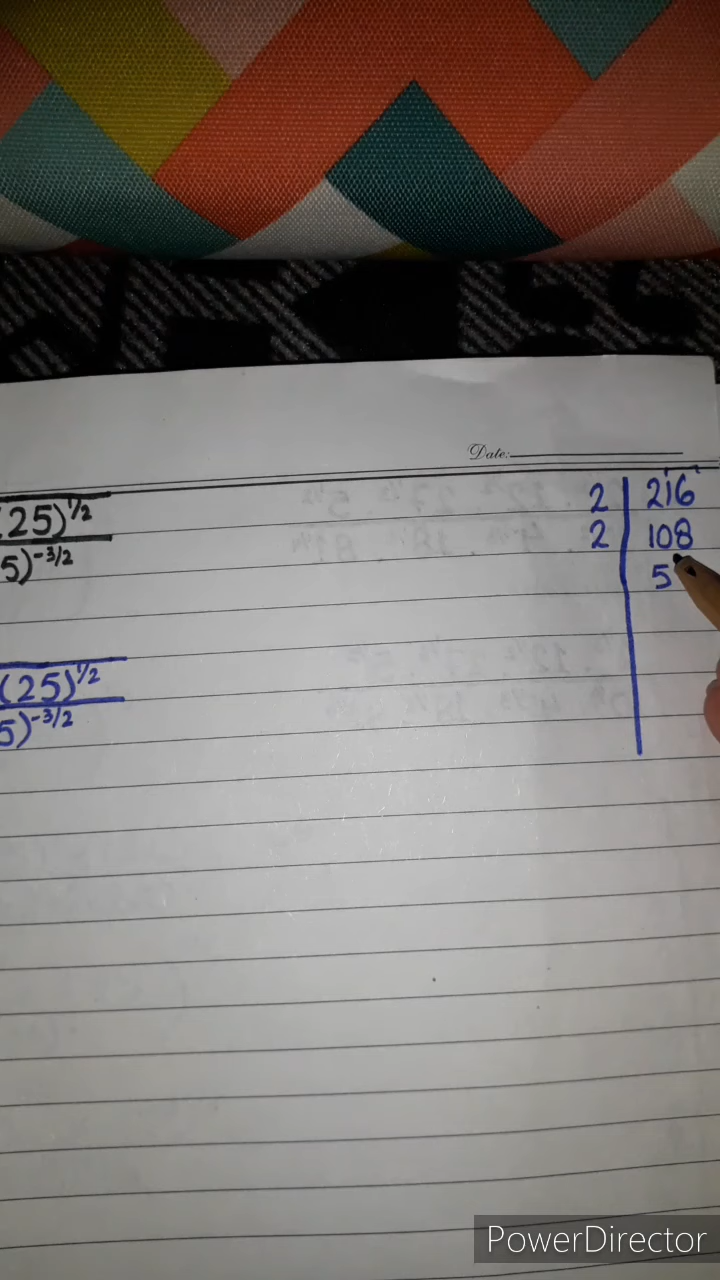 Date:
2 | 216
2 | 108
5
(25)^1/2
5)^-3/2
(25)^1/2
5)^-3/2
PowerDirector